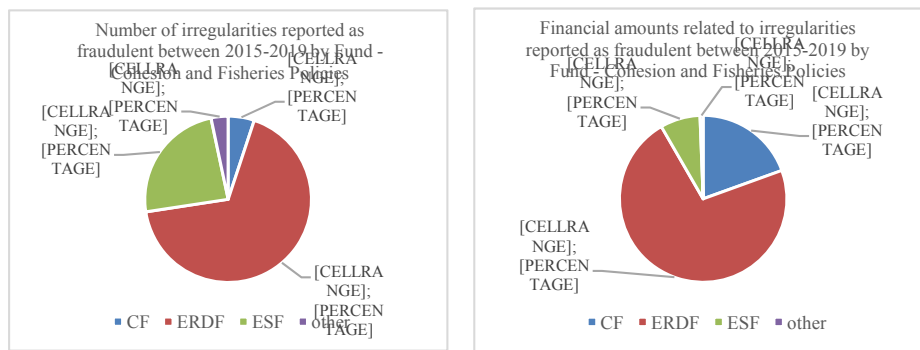 Number of irregularities reported as
fraudulent between 2015-2019 by Fund -
Cohesion and Fisheries Policies
[CELLRA
NGE];
[PERCEN
TAGE]
[CELLRA
NGE];
[PERCEN
TAGE]
[CELLRA
NGE];
[PERCEN
TAGE]
[CELLRA
NGE];
[PERCEN
TAGE]
CF ERDF ESF other
Financial amounts related to irregularities
reported as fraudulent between 2015-2019 by
Fund - Cohesion and Fisheries Policies
[CELLRA
NGE];
[PERCEN
TAGE]
[CELLRA
NGE];
[PERCEN
TAGE]
[CELLRA
NGE];
[PERCEN
TAGE]
[CELLRA
NGE];
[PERCEN
TAGE]
CF ERDF ESF other